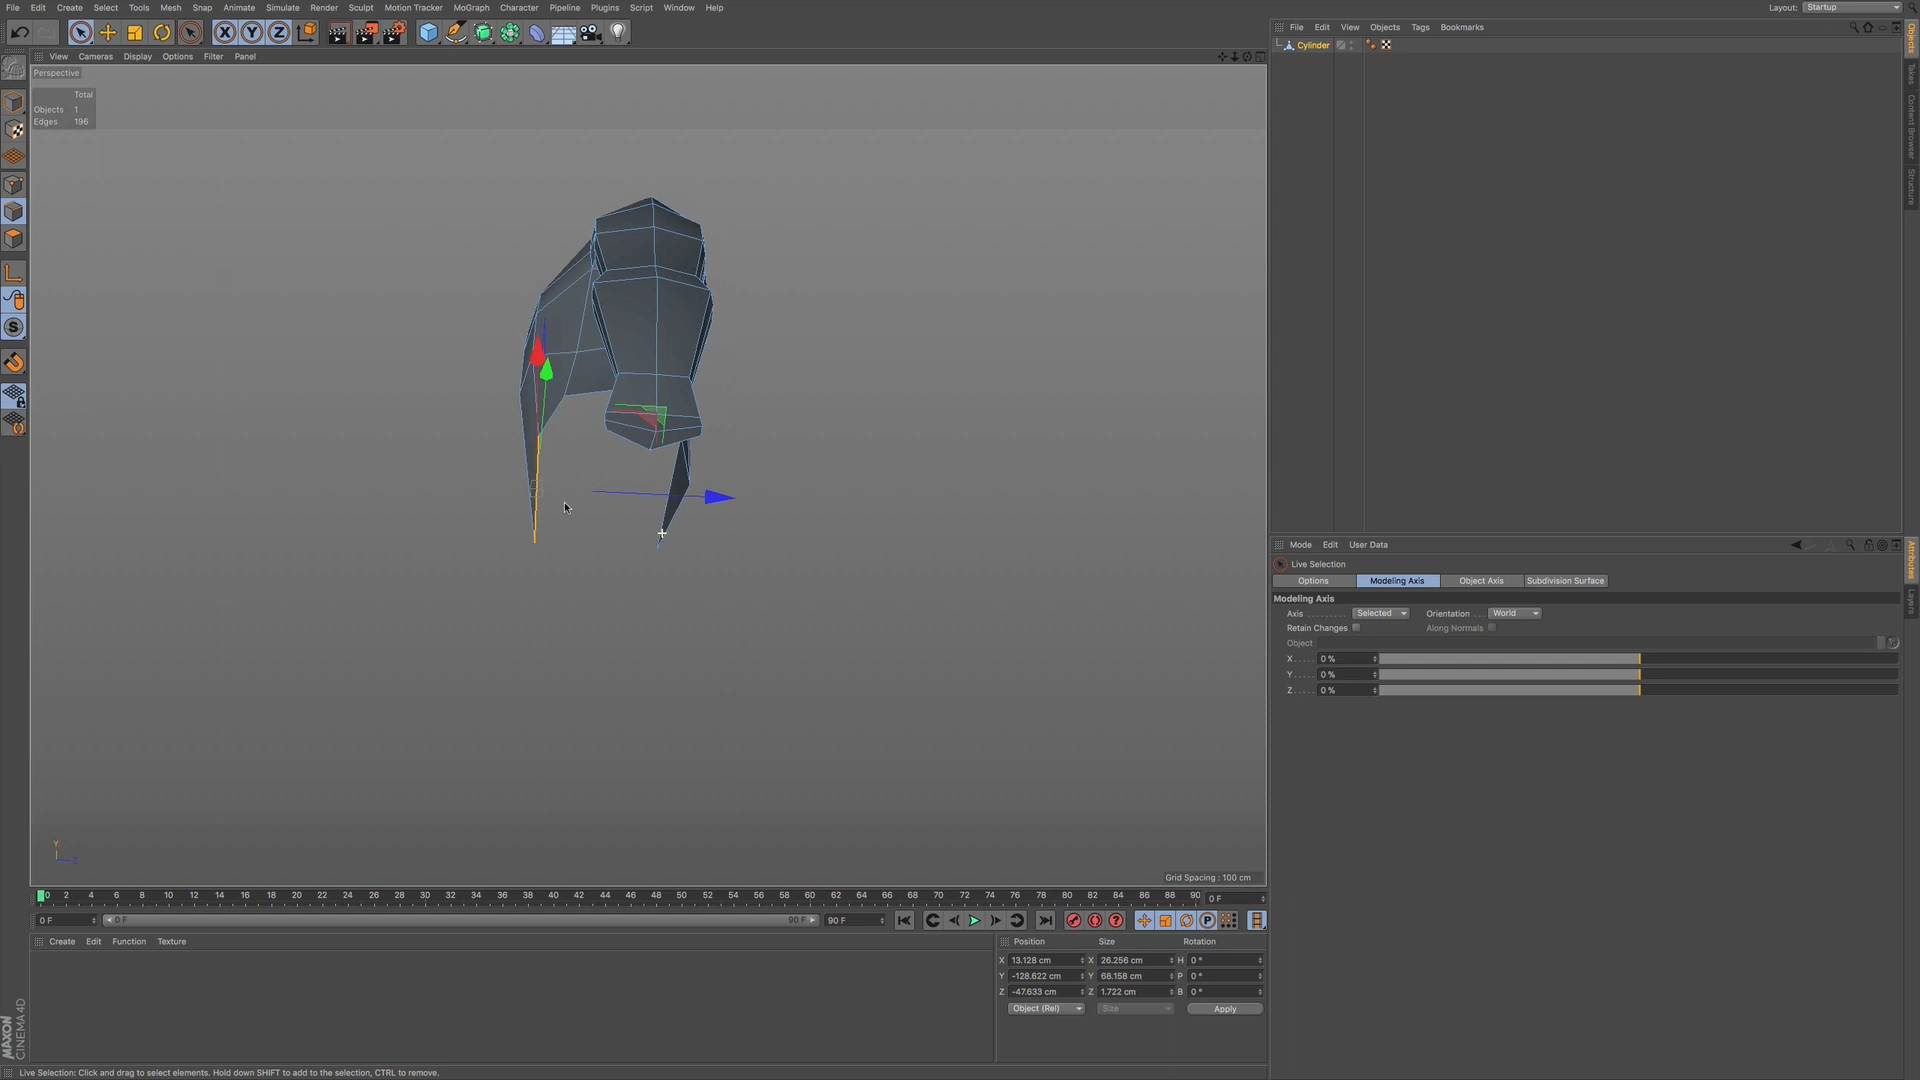 File Edit Create Select Tools Mesh Snap Animate Simulate Render Sculpt Motion Tracker MoGraph Character Pipeline Plugins Script Window Help
Layout: Startup
File Edit View Objects Tags Bookmarks
Cylinder
View Cameras Display Options Filter Panel
Perspective
Total
Objects 1
Edges 196
Objects
Takes
Content Browser
Structure
Mode Edit User Data
Live Selection
Options Modeling Axis Object Axis Subdivision Surface
Modeling Axis
Axis Selected Orientation World
Retain Changes Along Normals
Object
X 0 %
Y 0 %
Z 0 %
Attributes
Layers
Y
Z
Grid Spacing : 100 cm
0 2 4 6 8 10 12 14 16 18 20 22 24 26 28 30 32 34 36 38 40 42 44 46 48 50 52 54 56 58 60 62 64 66 68 70 72 74 76 78 80 82 84 86 88 90 0 F
0 F 0 F 90 F 90 F
Create Edit Function Texture
Position Size Rotation
X 13.128 cm X 26.256 cm H 0 °
Y -128.622 cm Y 68.158 cm P 0 °
Z -47.633 cm Z 1.722 cm B 0 °
Object (Rel) Size Apply
MAXON
CINEMA 4D
Live Selection: Click and drag to select elements. Hold down SHIFT to add to the selection, CTRL to remove.